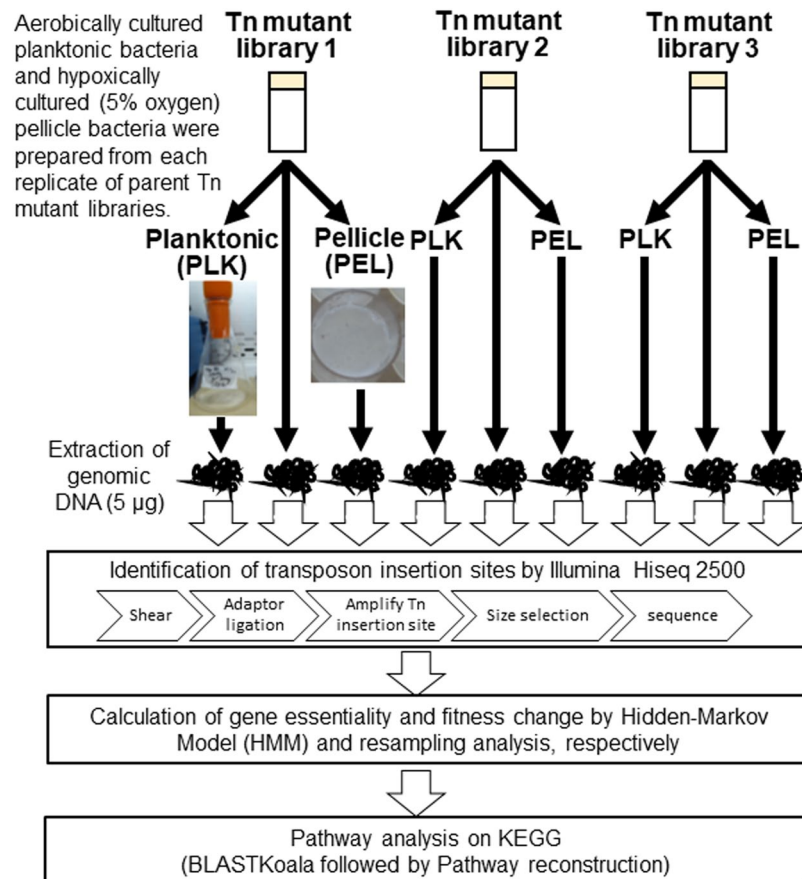 Aerobically cultured
planktonic bacteria
and hypoxically
cultured (5% oxygen)
pellicle bacteria were
prepared from each
replicate of parent Tn
mutant libraries.
Tn mutant
library 1
Tn mutant
library 2
Tn mutant
library 3
Planktonic
(PLK)
Pellicle
(PEL)
PLK
PEL
PLK
PEL
Extraction of
genomic
DNA (5 µg)
Identification of transposon insertion sites by Illumina Hiseq 2500
Shear
Adaptor
ligation
Amplify Tn
insertion site
Size selection
sequence
Calculation of gene essentiality and fitness change by Hidden-Markov
Model (HMM) and resampling analysis, respectively
Pathway analysis on KEGG
(BLASTKoala followed by Pathway reconstruction)